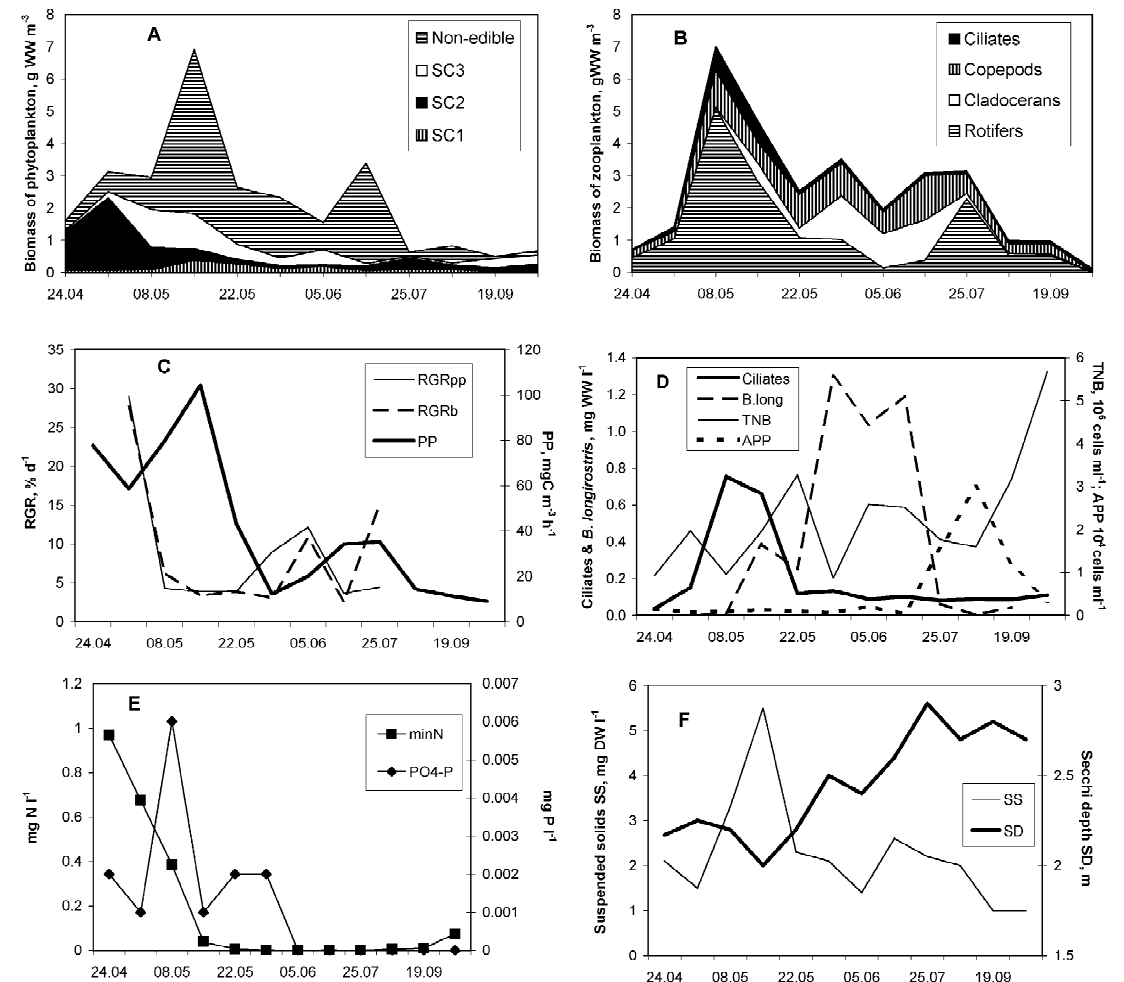 A
Biomass of phytoplankton, g WW m-3
8
7
6
5
4
3
2
1
0
Non-edible
SC3
SC2
SC1
24.04 08.05 22.05 05.06 25.07 19.09
B
Biomass of zooplankton, gWW m-3
8
7
6
5
4
3
2
1
0
Ciliates
Copepods
Cladocerans
Rotifers
24.04 08.05 22.05 05.06 25.07 19.09
C
RGR, % d-1
35
30
25
20
15
10
5
0
RGRpp
RGRb
PP
120
100
80
60
40
20
0
PP, mgC m-3 h-1
24.04 08.05 22.05 05.06 25.07 19.09
D
Ciliates & B. longirostris, mg WW l-1
1.4
1.2
1.0
0.8
0.6
0.4
0.2
0.0
Ciliates
B.long
TNB
APP
6
5
4
3
2
1
0
TNB, 106 cells ml-1, APP 104 cells ml-1
24.04 08.05 22.05 05.06 25.07 19.09
E
mg N l-1
1.2
1
0.8
0.6
0.4
0.2
0
minN
PO4-P
0.007
0.006
0.005
0.004
0.003
0.002
0.001
0
mg P l-1
24.04 08.05 22.05 05.06 25.07 19.09
F
Suspended solids SS, mg DW l-1
6
5
4
3
2
1
0
SS
SD
3
2.5
2
1.5
Secchi depth SD, m
24.04 08.05 22.05 05.06 25.07 19.09